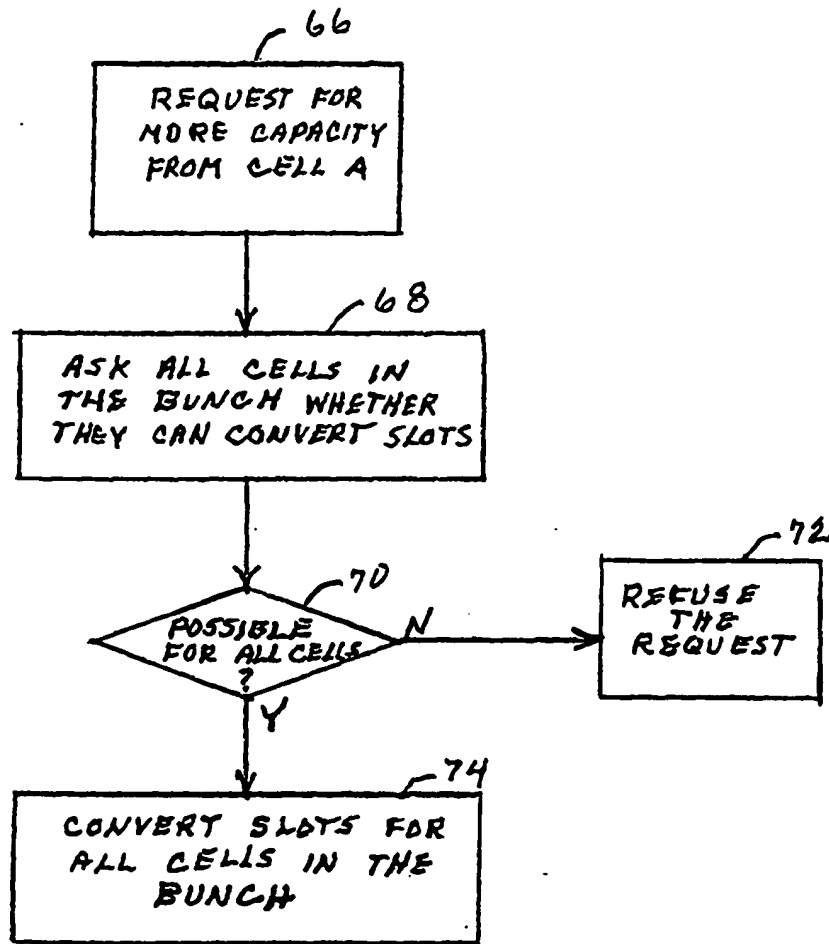 66
REQUEST FOR
MORE CAPACITY
FROM CELL A
68
ASK ALL CELLS IN
THE BUNCH WHETHER
THEY CAN CONVERT SLOTS
70
POSSIBLE
FOR ALL CELLS
?
N
72
REFUSE
THE
REQUEST
Y
74
CONVERT SLOTS FOR
ALL CELLS IN THE
BUNCH